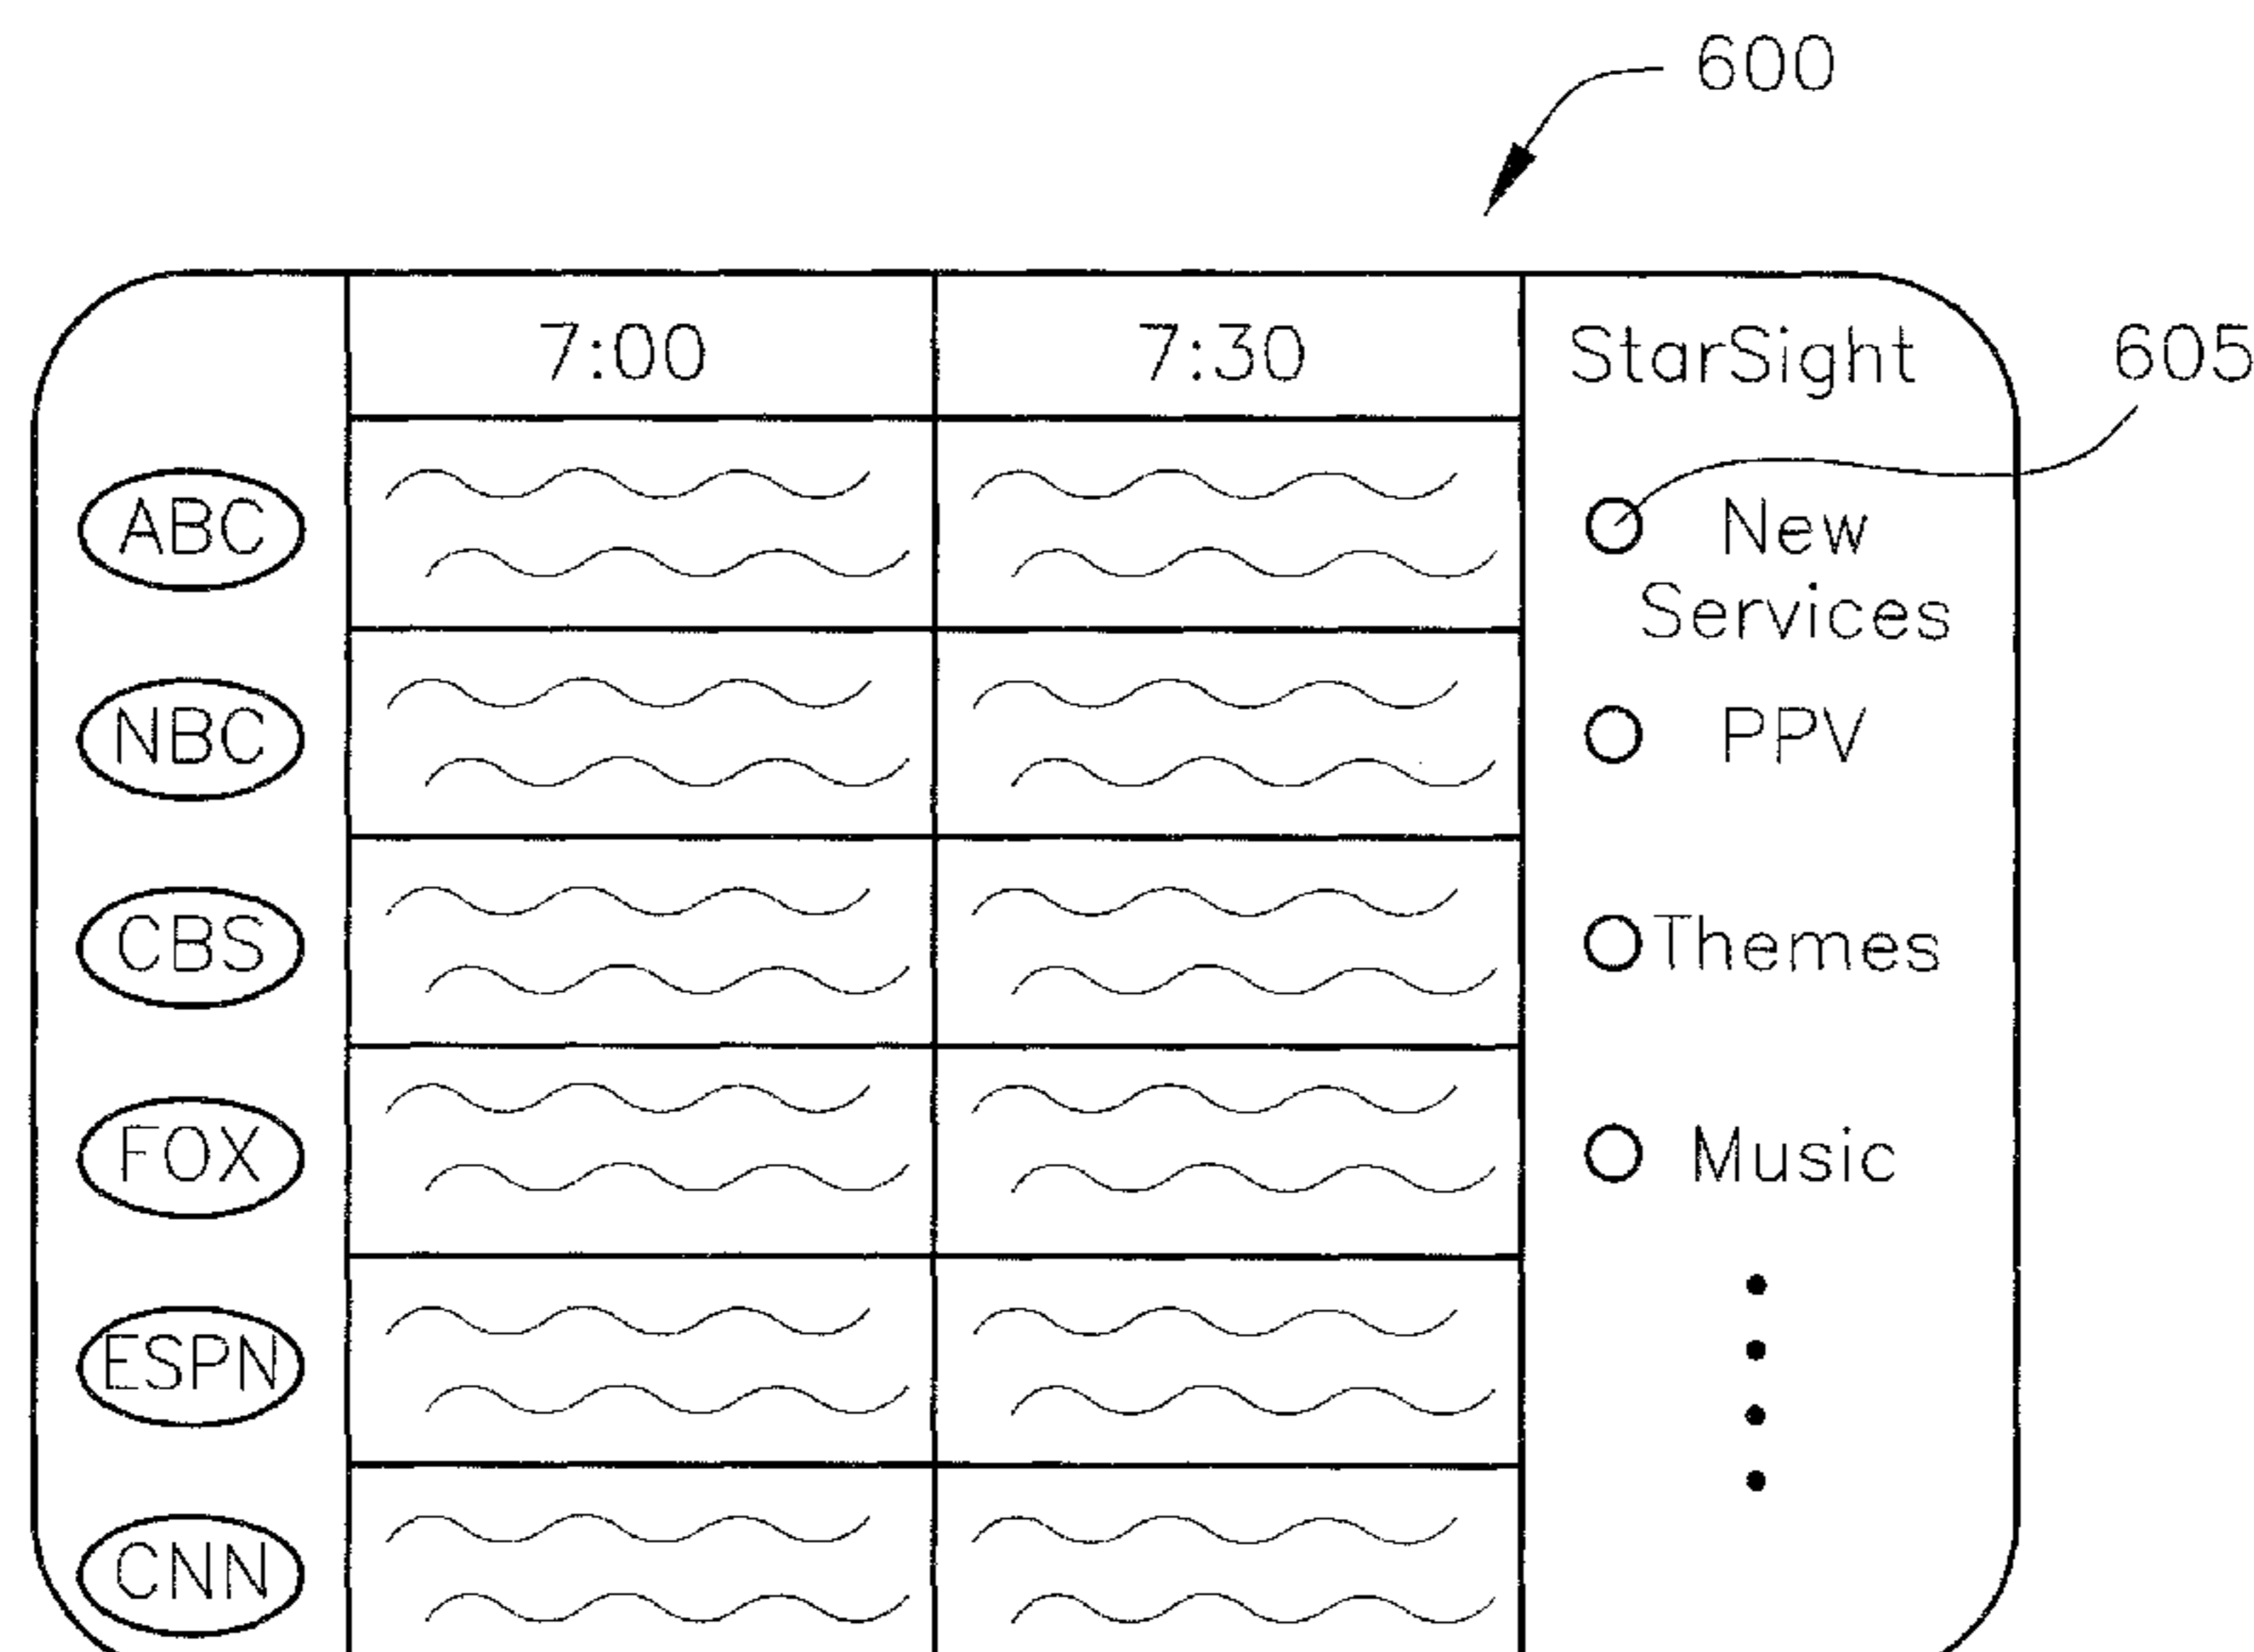 600
7:00 7:30 StarSight 605
ABC New
Services
NBC PPV
CBS Themes
FOX Music
ESPN
CNN